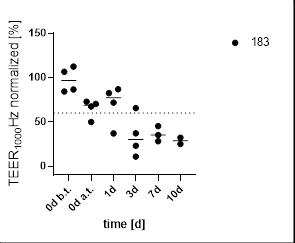 TEER1000Hz normalized [%]
150
100
50
0
0d b.t.
0d a.t.
1d
3d
7d
10d
time [d]
183